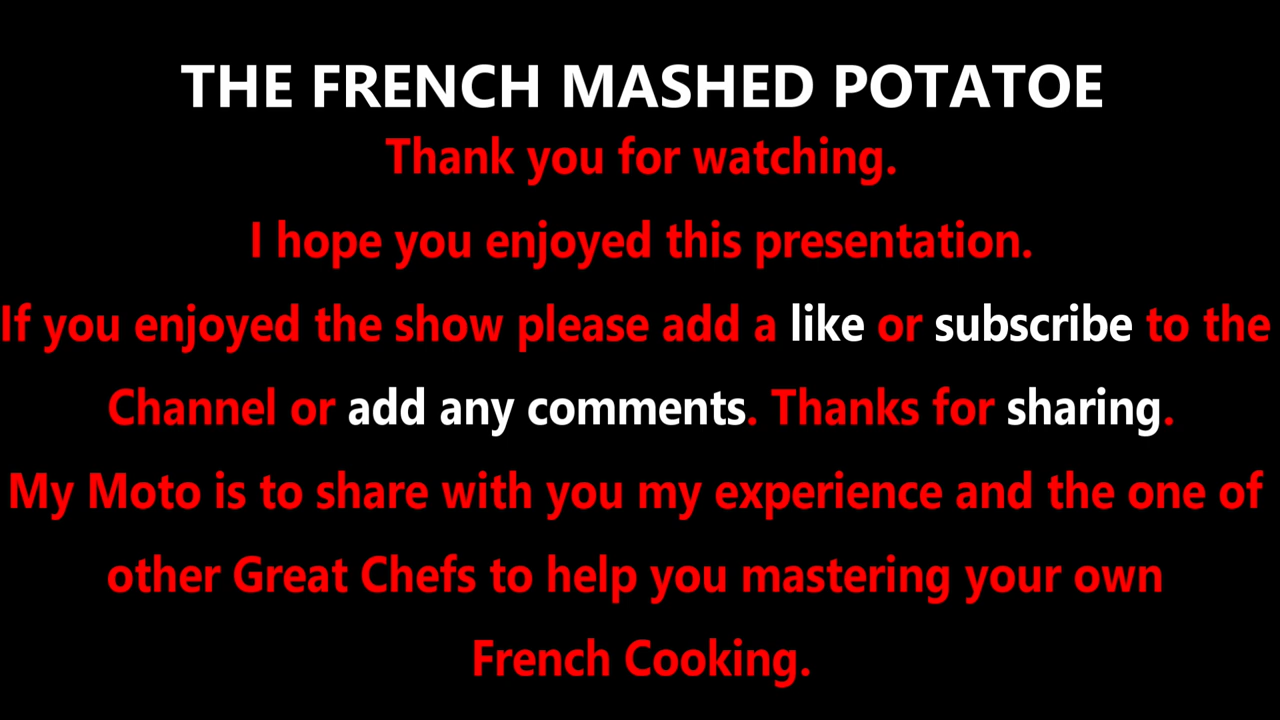 THE FRENCH MASHED POTATOE
Thank you for watching.
I hope you enjoyed this presentation.
If you enjoyed the show please add a like or subscribe to the
Channel or add any comments. Thanks for sharing.
My Moto is to share with you my experience and the one of
other Great Chefs to help you mastering your own
French Cooking.